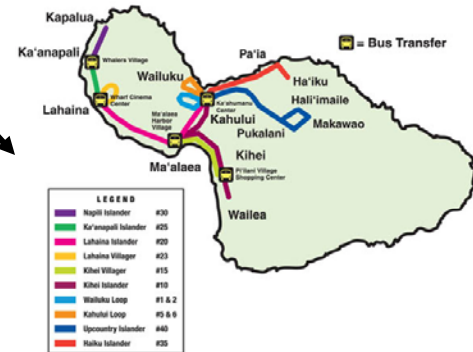 Kapalua
Ka'anapali
Whalers Village
Lahaina
Wharf Cinema
Center
Wailuku
Ma'alaea
Harbor
Village
Ma'alaea
Ka'ahumanu
Center
Kahului
Pukalani
Pa'ia
Ha'iku
Hali'imaile
Makawao
Kihei
Pi'ilani Village
Shopping Center
Wailea
= Bus Transfer
LEGEND
Napili Islander #30
Ka'anapali Islander #25
Lahaina Islander #20
Lahaina Villager #23
Kihei Villager #15
Kihei Islander #10
Wailuku Loop #1 & 2
Kahului Loop #5 & 6
Upcountry Islander #40
Haiku Islander #35